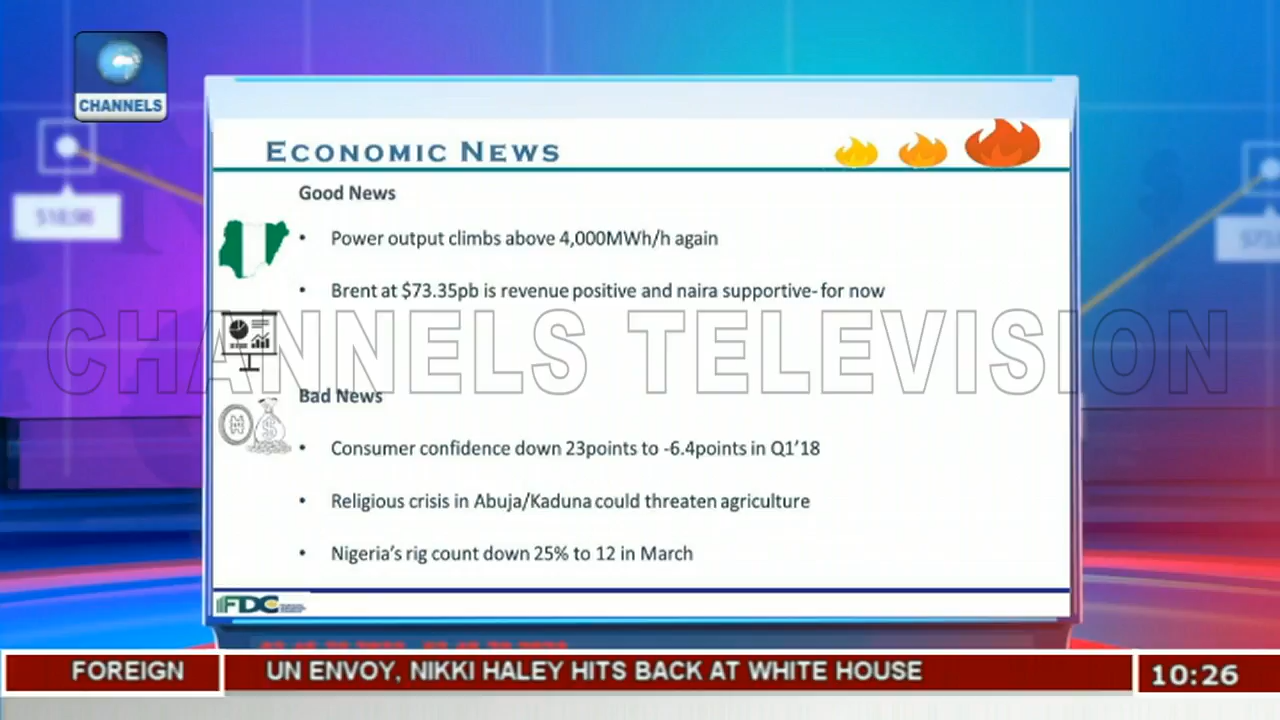 CHANNELS
ECONOMIC NEWS
Good News
• Power output climbs above 4,000MWh/h again
• Brent at $73.35pb is revenue positive and naira supportive- for now
CHANNELS TELEVISION
Bad News
• Consumer confidence down 23points to -6.4points in Q1'18
• Religious crisis in Abuja/Kaduna could threaten agriculture
• Nigeria's rig count down 25% to 12 in March
FDC
FOREIGN
UN ENVOY, NIKKI HALEY HITS BACK AT WHITE HOUSE
10:26